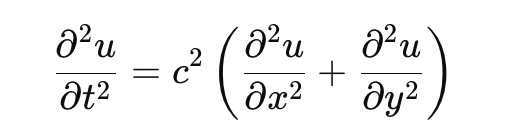 ∂²u/∂t² = c² (∂²u/∂x² + ∂²u/∂y²)